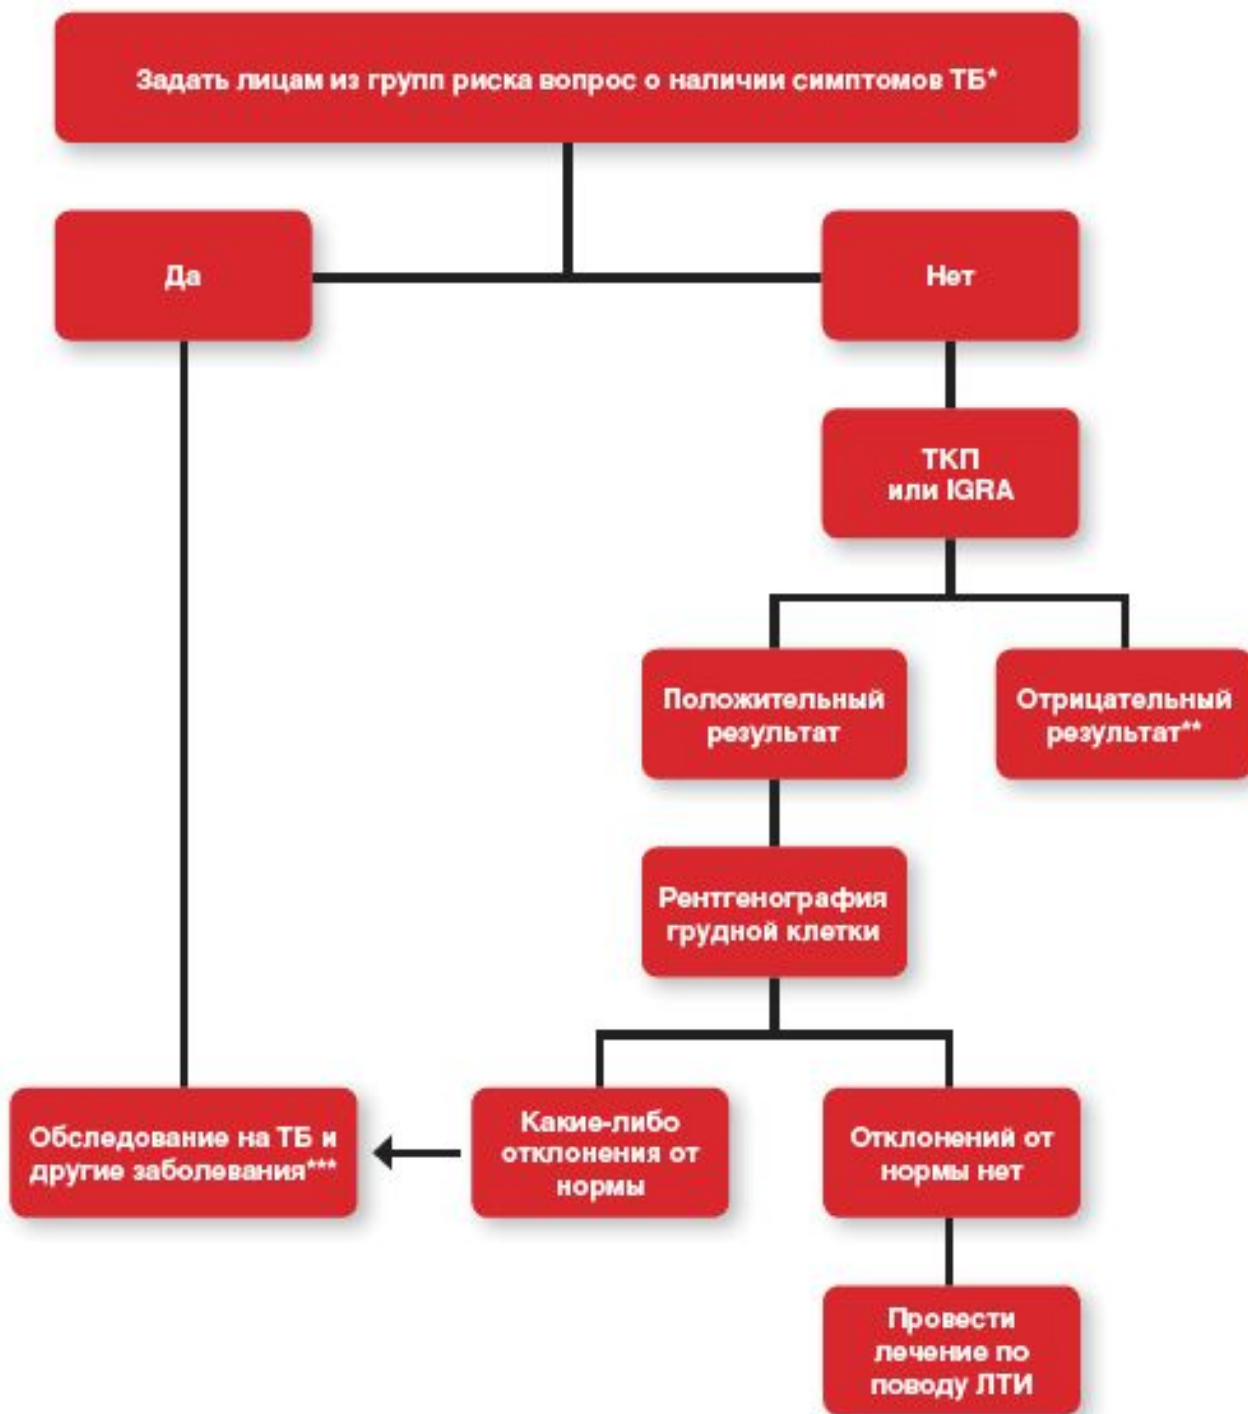 Задать лицам из групп риска вопрос о наличии симптомов ТБ*
Да
Нет
ТКП
или IGRA
Положительный
результат
Отрицательный
результат**
Рентгенография
грудной клетки
Обследование на ТБ и
другие заболевания***
Какие-либо
отклонения от
нормы
Отклонений от
нормы нет
Провести
лечение по
поводу ЛТИ